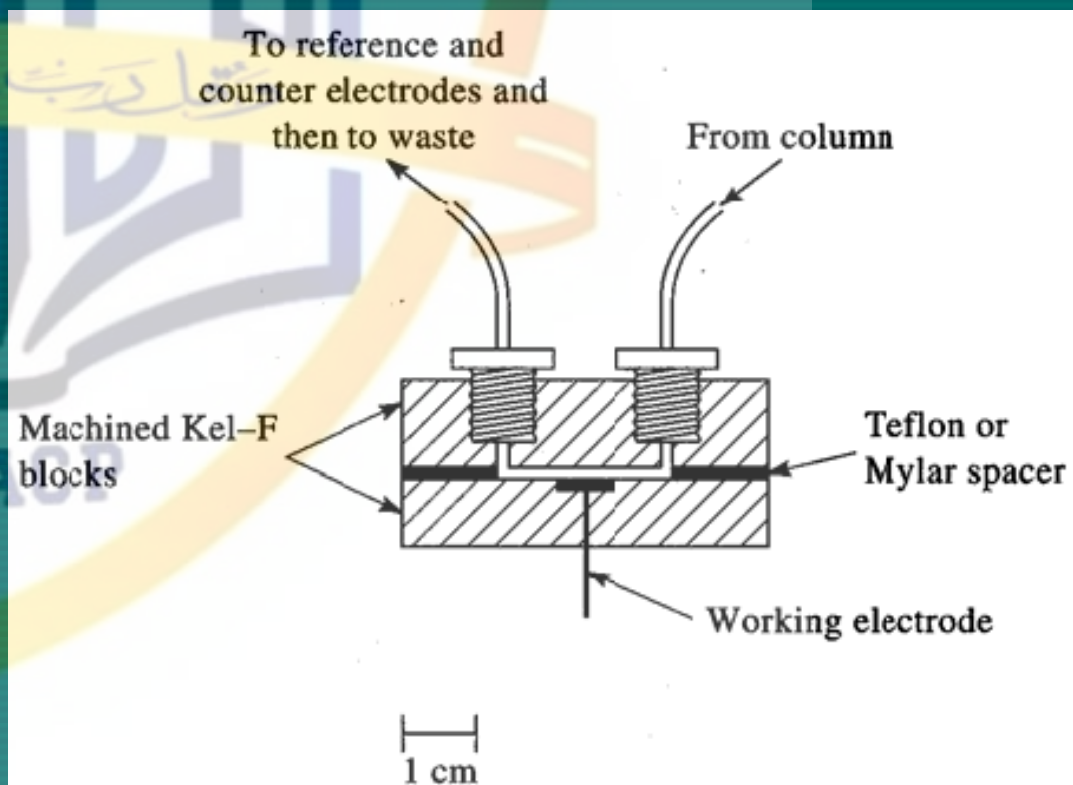 To reference and
counter electrodes and
then to waste
From column
Machined Kel–F
blocks
Teflon or
Mylar spacer
Working electrode
1 cm